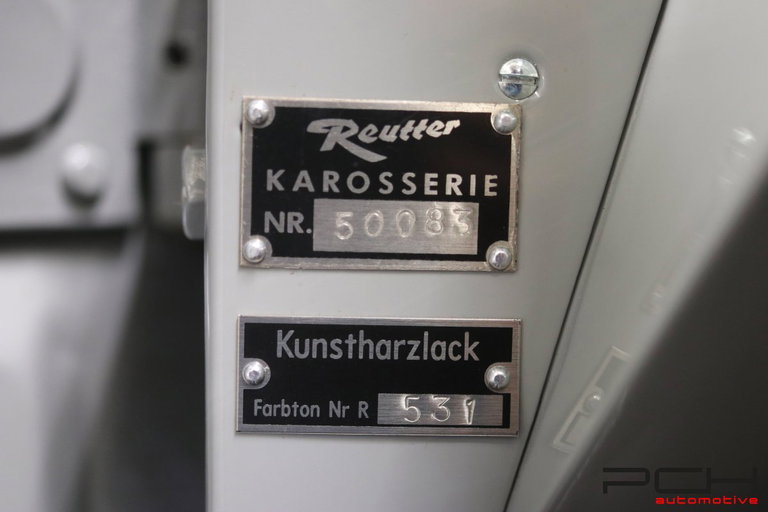 Reutter
KAROSSERIE
NR. 50083
Kunstharzlack
Farbton Nr R 531
PCH
automotive